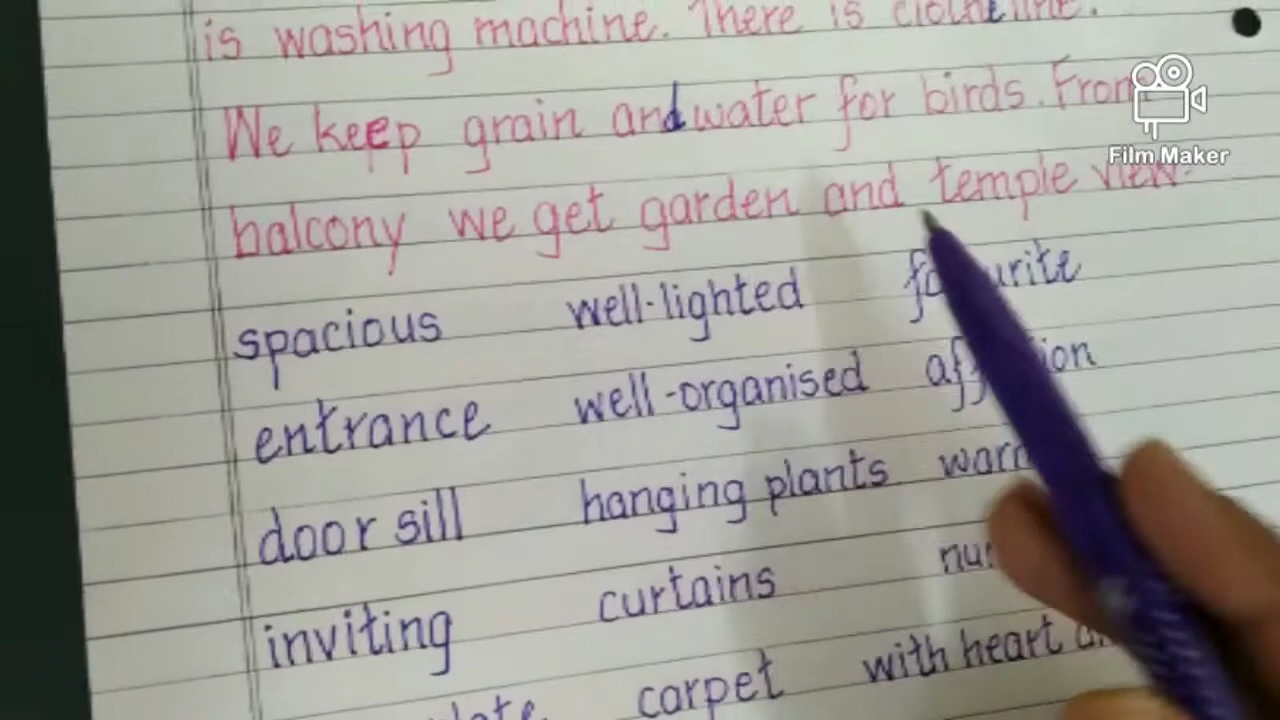 is washing machine. There is
We keep grain and water for birds. From
balcony we get garden and temple view.
spacious well-lighted
entrance well-organised
door sill hanging plants
inviting curtains
carpet with heart
Film Maker